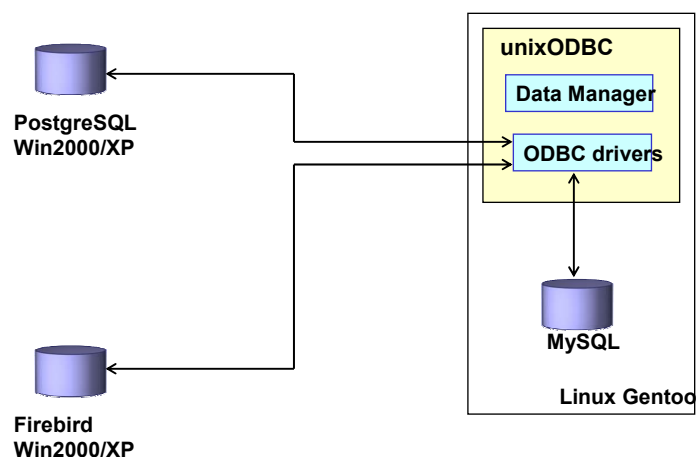 unixODBC
Data Manager
ODBC drivers
PostgreSQL
Win2000/XP
MySQL
Linux Gentoo
Firebird
Win2000/XP